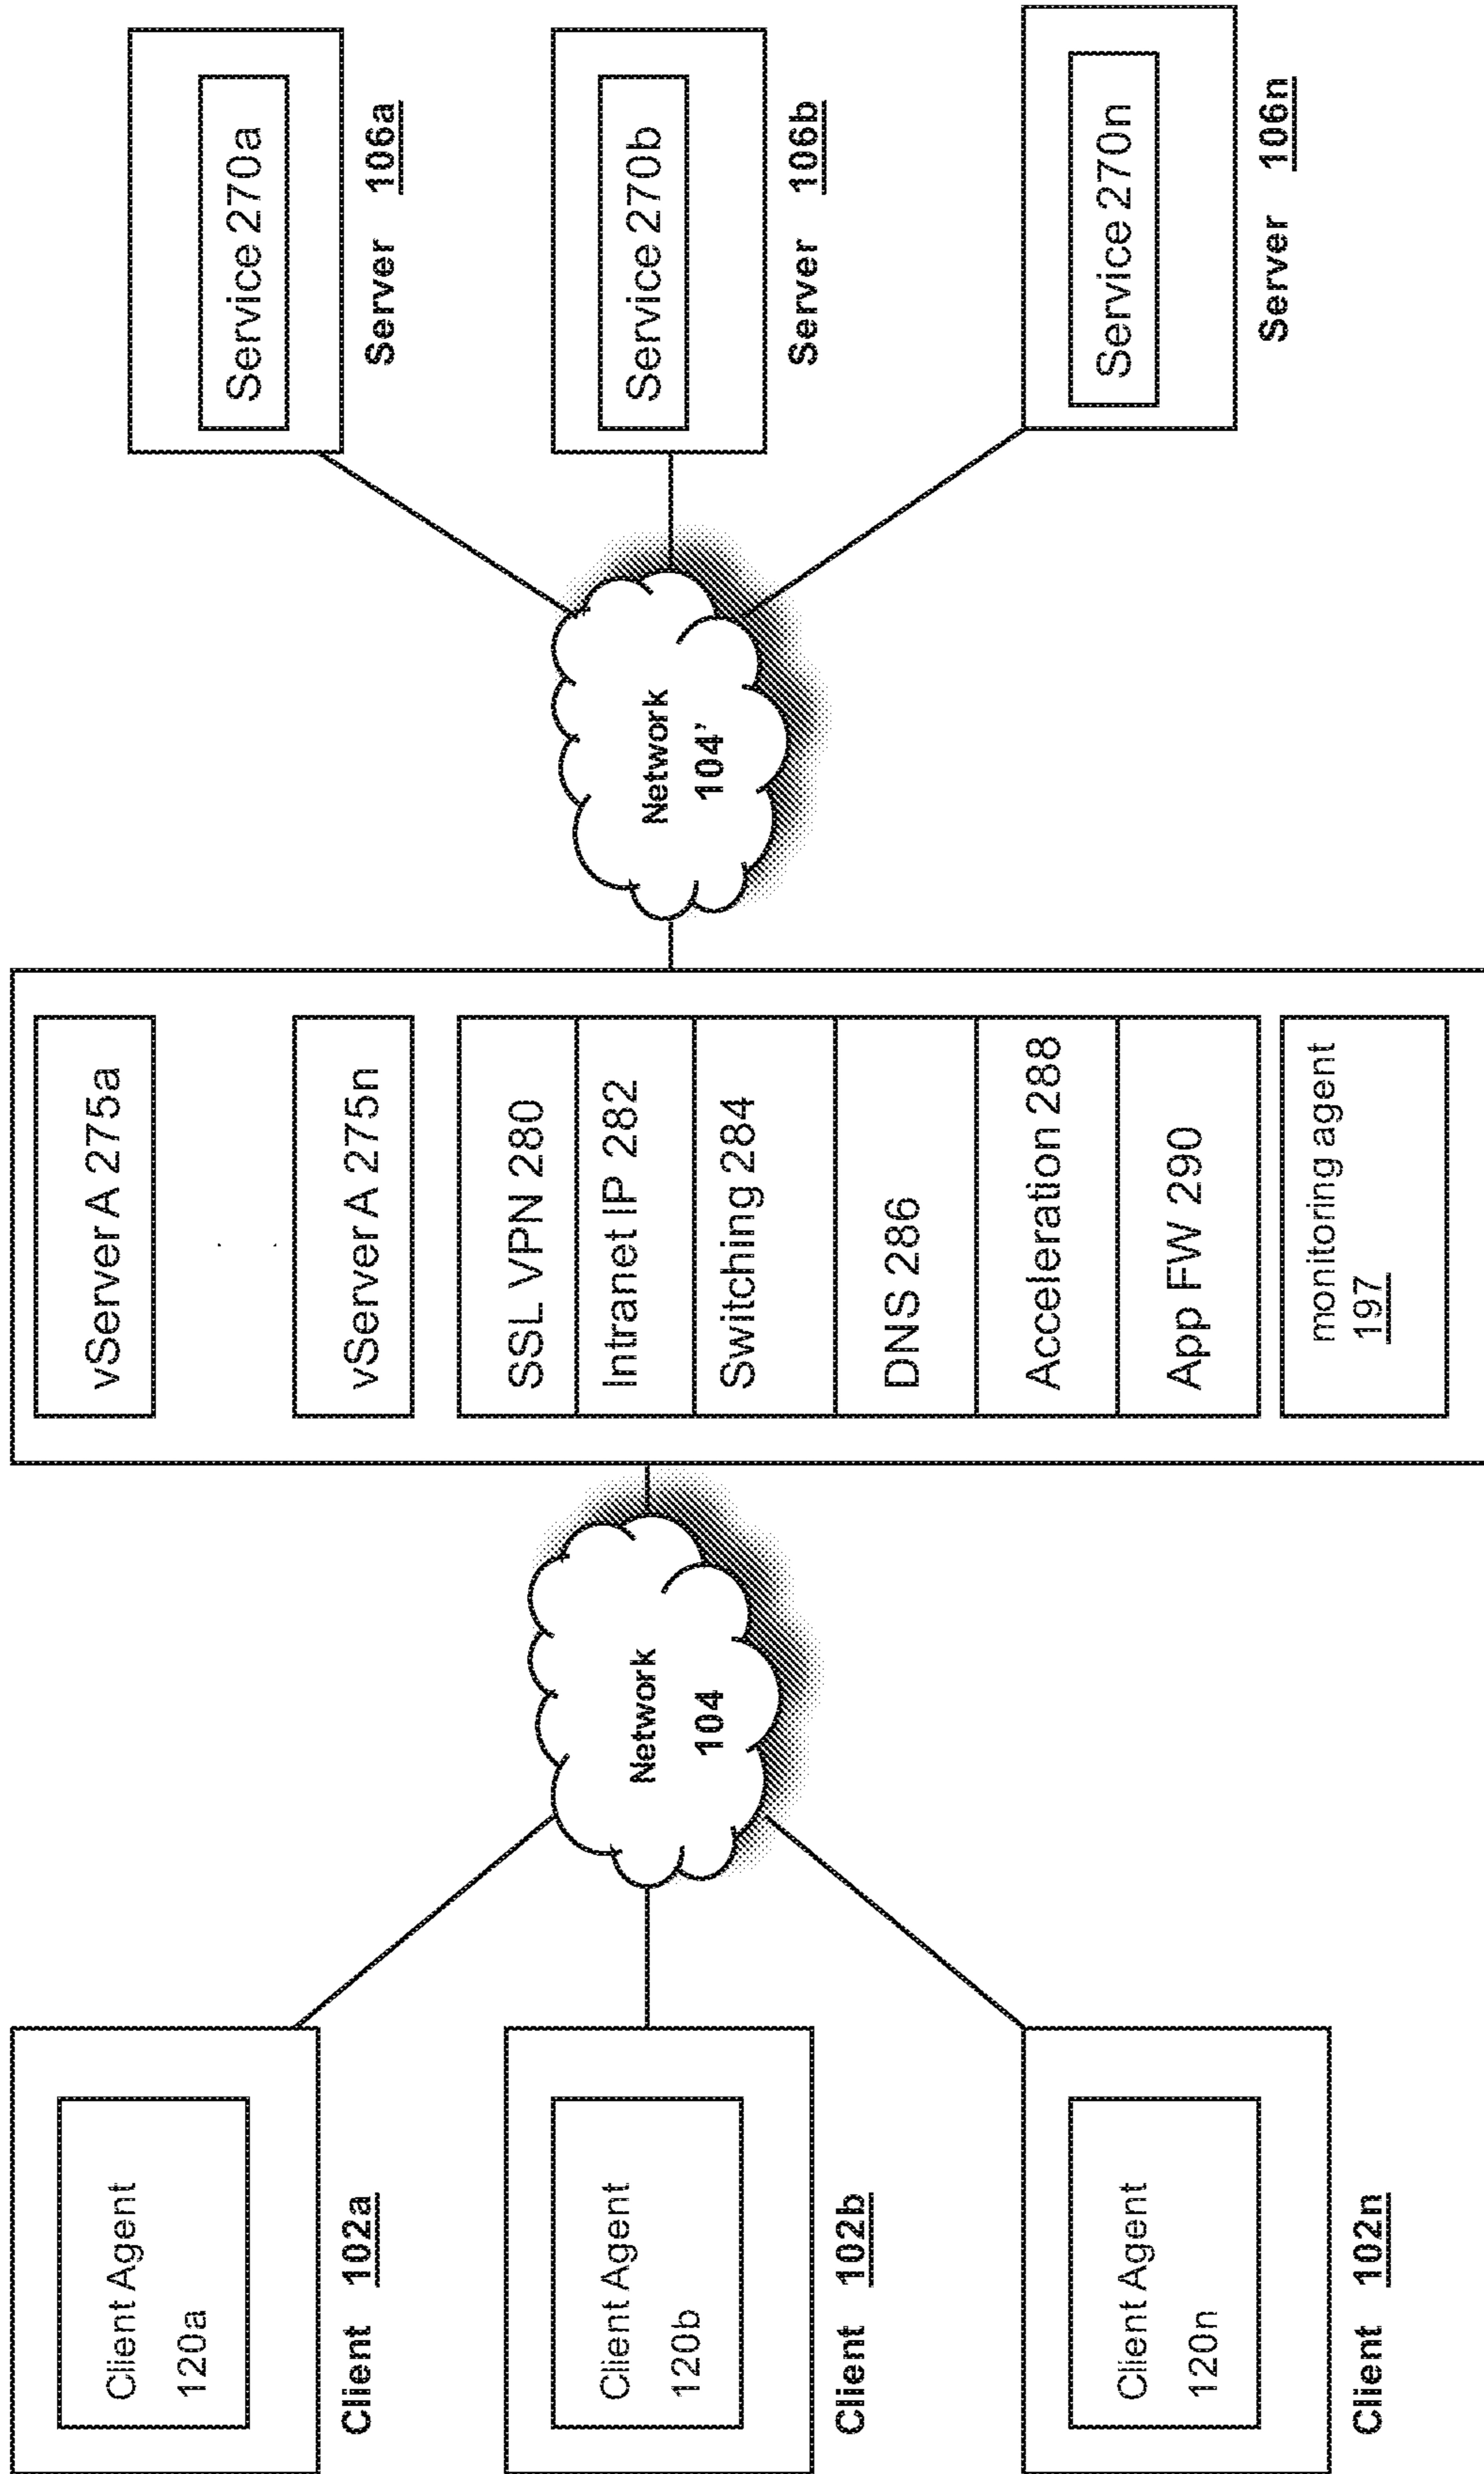 Client Agent
120a
Client 102a
Client Agent
120b
Client 102b
Client Agent
120n
Client 102n
Network
104
vServer A 275a
vServer A 275n
SSL VPN 280
Intranet IP 282
Switching 284
DNS 286
Acceleration 288
App FW 290
monitoring agent
197
Network
104'
Service 270a
Server 106a
Service 270b
Server 106b
Service 270n
Server 106n